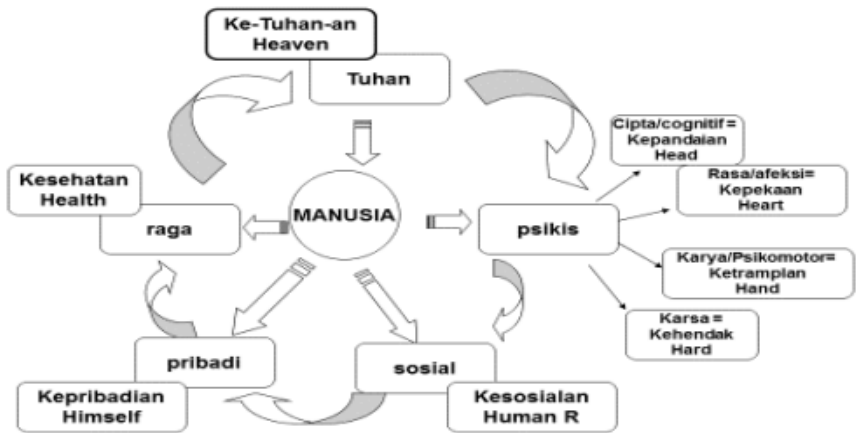 Ke-Tuhan-an
Heaven
Tuhan
Cipta/cognitif =
Kepandaian
Head
Rasa/afeksi=
Kepekaan
Heart
Kesehatan
Health
raga
MANUSIA
psikis
Karya/Psikomotor=
Ketramplan
Hand
Karsa =
Kehendak
Hard
pribadi
sosial
Kepribadian
Himself
Kesosialan
Human R